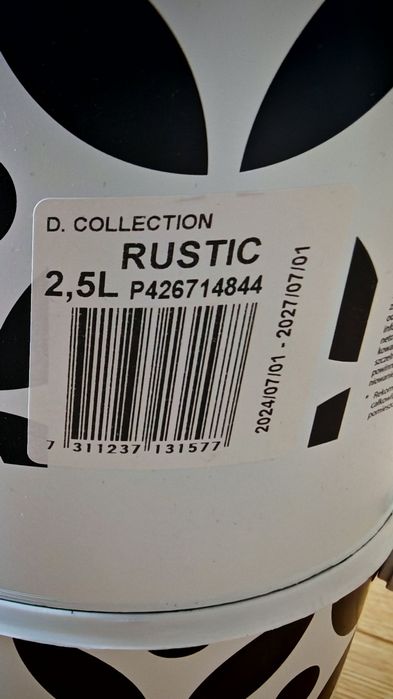 D. COLLECTION
RUSTIC
2,5L P426714844
2024/07/01 - 2027/07/01
7 311237 131577